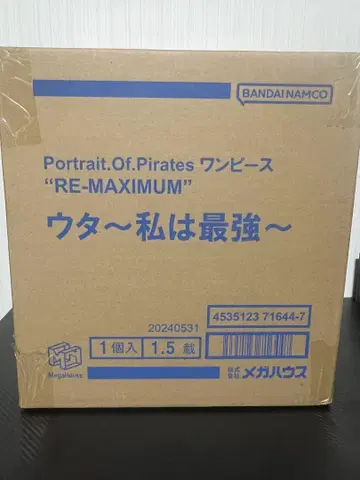 BANDAI NAMCO
Portrait.Of.Pirates ワンピース
“RE-MAXIMUM”
ウタ～私は最強～
4535123 71644-7
20240531
1個入 1.5 裁
MegaHouse
株式会社 メガハウス